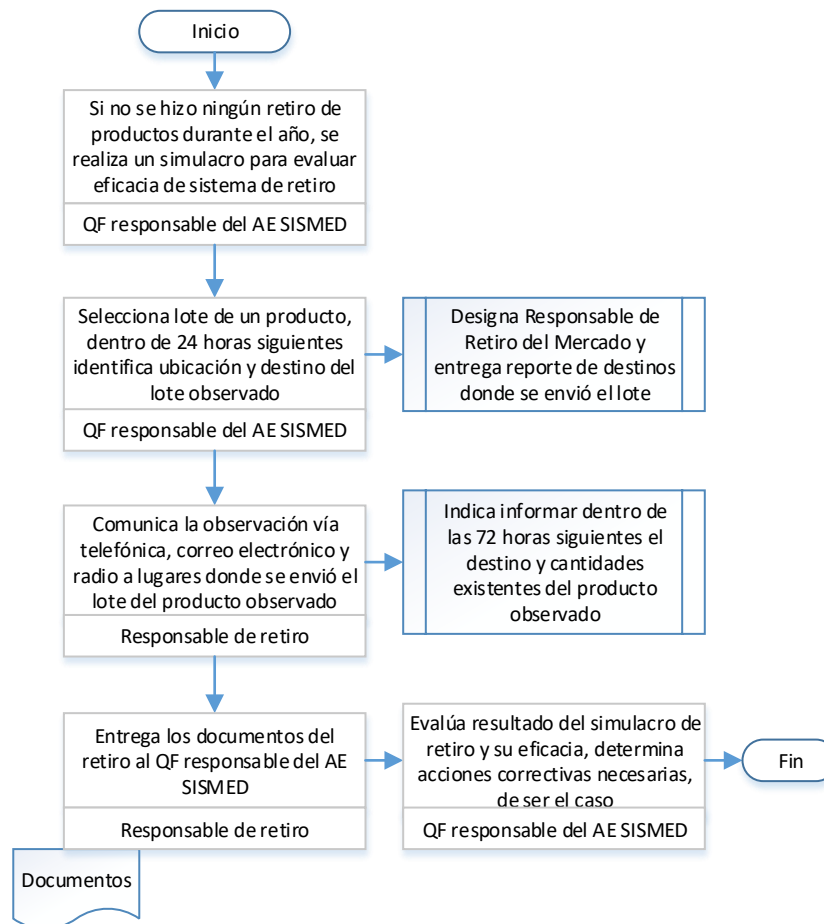 Inicio
Si no se hizo ningún retiro de
productos durante el año, se
realiza un simulacro para evaluar
eficacia de sistema de retiro
QF responsable del AE SISMED
Selecciona lote de un producto,
dentro de 24 horas siguientes
identifica ubicación y destino del
lote observado
QF responsable del AE SISMED
Designa Responsable de
Retiro del Mercado y
entrega reporte de destinos
donde se envió el lote
Comunica la observación vía
telefónica, correo electrónico y
radio a lugares donde se envió el
lote del producto observado
Responsable de retiro
Indica informar dentro de
las 72 horas siguientes el
destino y cantidades
existentes del producto
observado
Entrega los documentos del
retiro al QF responsable del AE
SISMED
Responsable de retiro
Documentos
Evalúa resultado del simulacro de
retiro y su eficacia, determina
acciones correctivas necesarias,
de ser el caso
QF responsable del AE SISMED
Fin